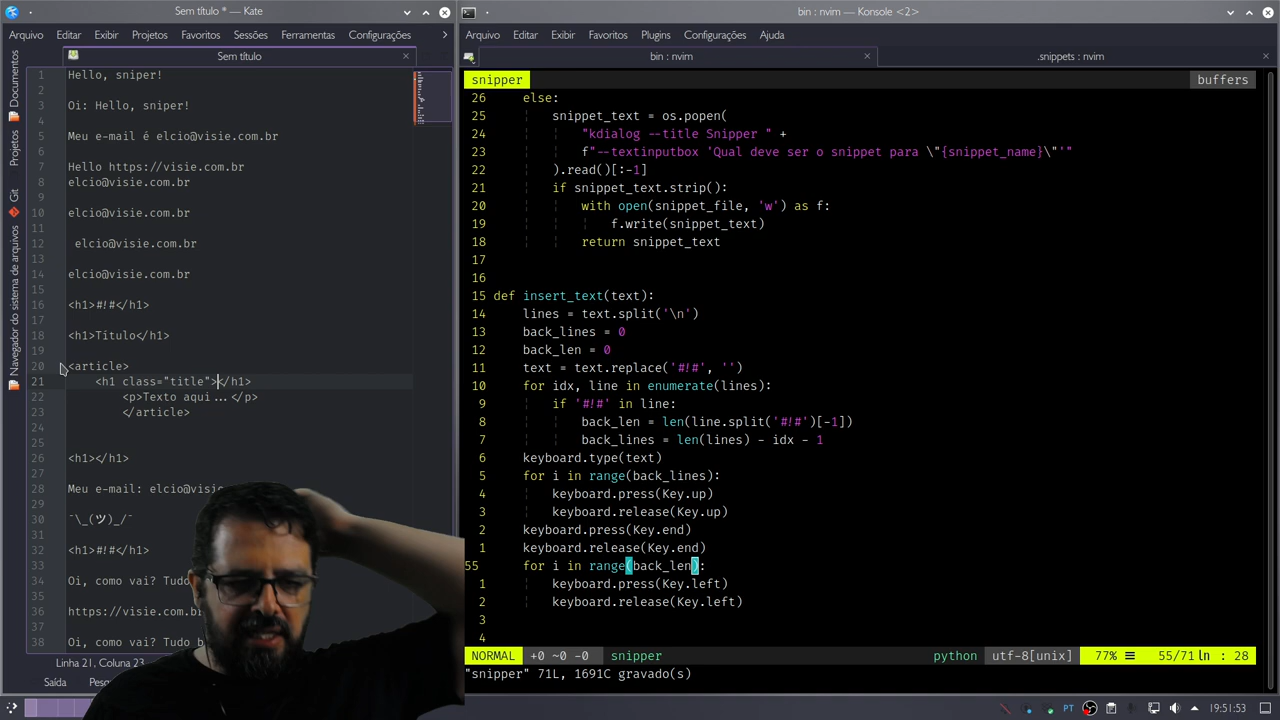 Sem título * — Kate
Arquivo Editar Exibir Projetos Favoritos Sessões Ferramentas Configurações
Sem título
Documentos
Projetos
Git
Navegador do sistema de arquivos
1 Hello, sniper!
2
3 Oi: Hello, sniper!
4
5 Meu e-mail é elcio@visie.com.br
6
7 Hello https://visie.com.br
8 elcio@visie.com.br
9
10 elcio@visie.com.br
11
12 elcio@visie.com.br
13
14 elcio@visie.com.br
15
16 <h1>#!#</h1>
17
18 <h1>Título</h1>
19
20 <article>
21 <h1 class="title"></h1>
22 <p>Texto aqui...</p>
23 </article>
24
25
26 <h1></h1>
27
28 Meu e-mail: elcio@visie
29
30 ¯\_(ツ)_/¯
31
32 <h1>#!#</h1>
33
34 Oi, como vai? Tudo
35
36 https://visie.com.b
37
38 Oi, como vai? Tudo b
Linha 21, Coluna 23
Saída
bin : nvim — Konsole <2>
Arquivo Editar Exibir Favoritos Plugins Configurações Ajuda
bin : nvim
.snippets : nvim
snipper buffers
26 else:
25 snippet_text = os.popen(
24 "kdialog --title Snipper " +
23 f"--textinputbox 'Qual deve ser o snippet para \"{snippet_name}\"'"
22 ).read()[:-1]
21 if snippet_text.strip():
20 with open(snippet_file, 'w') as f:
19 f.write(snippet_text)
18 return snippet_text
17
16
15 def insert_text(text):
14 lines = text.split('\n')
13 back_lines = 0
12 back_len = 0
11 text = text.replace('#!#', '')
10 for idx, line in enumerate(lines):
9 if '#!#' in line:
8 back_len = len(line.split('#!#')[-1])
7 back_lines = len(lines) - idx - 1
6 keyboard.type(text)
5 for i in range(back_lines):
4 keyboard.press(Key.up)
3 keyboard.release(Key.up)
2 keyboard.press(Key.end)
1 keyboard.release(Key.end)
55 for i in range(back_len):
1 keyboard.press(Key.left)
2 keyboard.release(Key.left)
3
4
NORMAL +0 ~0 -0 snipper python utf-8[unix] 77% ☰ 55/71 ln : 28
"snipper" 71L, 1691C gravado(s)
PT 19:51:53